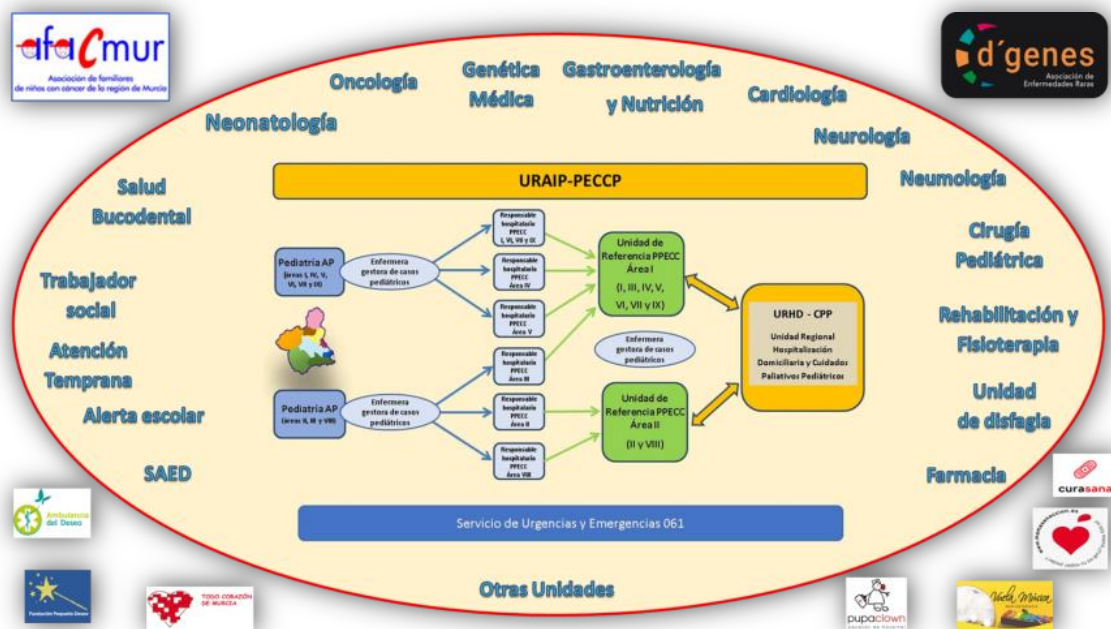 afacmur
Asociación de familiares
de niños con cáncer de la región de Murcia
d´genes
Asociación de
Enfermedades Raras
Oncología
Genética
Médica
Gastroenterología
y Nutrición
Cardiología
Neonatología
Neurología
Salud
Bucodental
URAIP-PECCP
Neumología
Cirugía
Pediátrica
Trabajador
social
Atención
Temprana
Alerta escolar
SAED
Pediatría AP
(áreas I, IV, V,
VI, VII y IX)
Enfermera
gestora de casos
pediátricos
Responsable
hospitalario
PPECC
I, VI, VII y IX
Responsable
hospitalario
PPECC
Área IV
Responsable
hospitalario
PPECC
Área V
Unidad de
Referencia PPECC
Área I
(I, III, IV, V,
VI, VII y IX)
Enfermera
gestora de casos
pediátricos
URHD - CPP
Unidad Regional
Hospitalización
Domiciliaria y Cuidados
Paliativos Pediátricos
Pediatría AP
(áreas II, III y VIII)
Enfermera
gestora de casos
pediátricos
Responsable
hospitalario
PPECC
Área III
Responsable
hospitalario
PPECC
Área II
Responsable
hospitalario
PPECC
Área VIII
Unidad de
Referencia PPECC
Área II
(II y VIII)
Rehabilitación y
Fisioterapia
Unidad
de disfagia
Farmacia
Servicio de Urgencias y Emergencias 061
Otras Unidades
Ambulancia
del Deseo
Fundación Pequeño Deseo
TODO CORAZÓN
DE MURCIA
curasana
pupaclown
Vuela Música